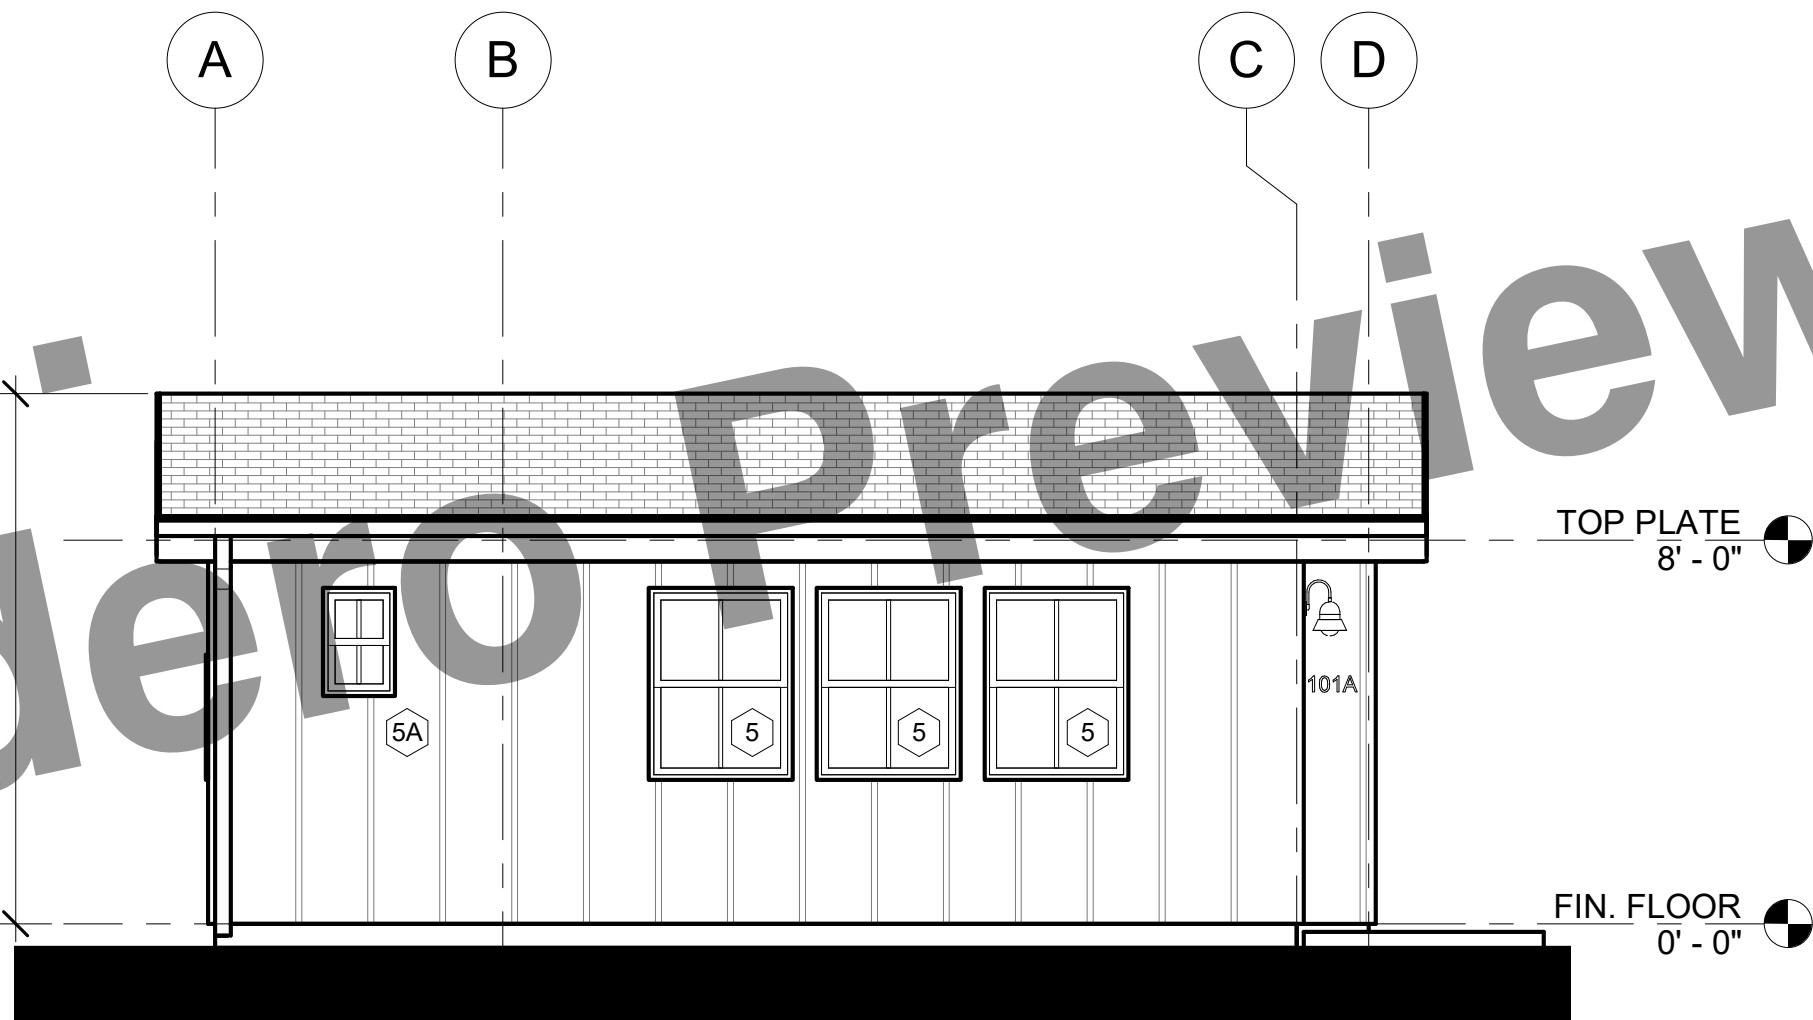 A B C D
dero Preview
TOP PLATE
8' - 0"
101A
5A 5 5 5
FIN. FLOOR
0' - 0"